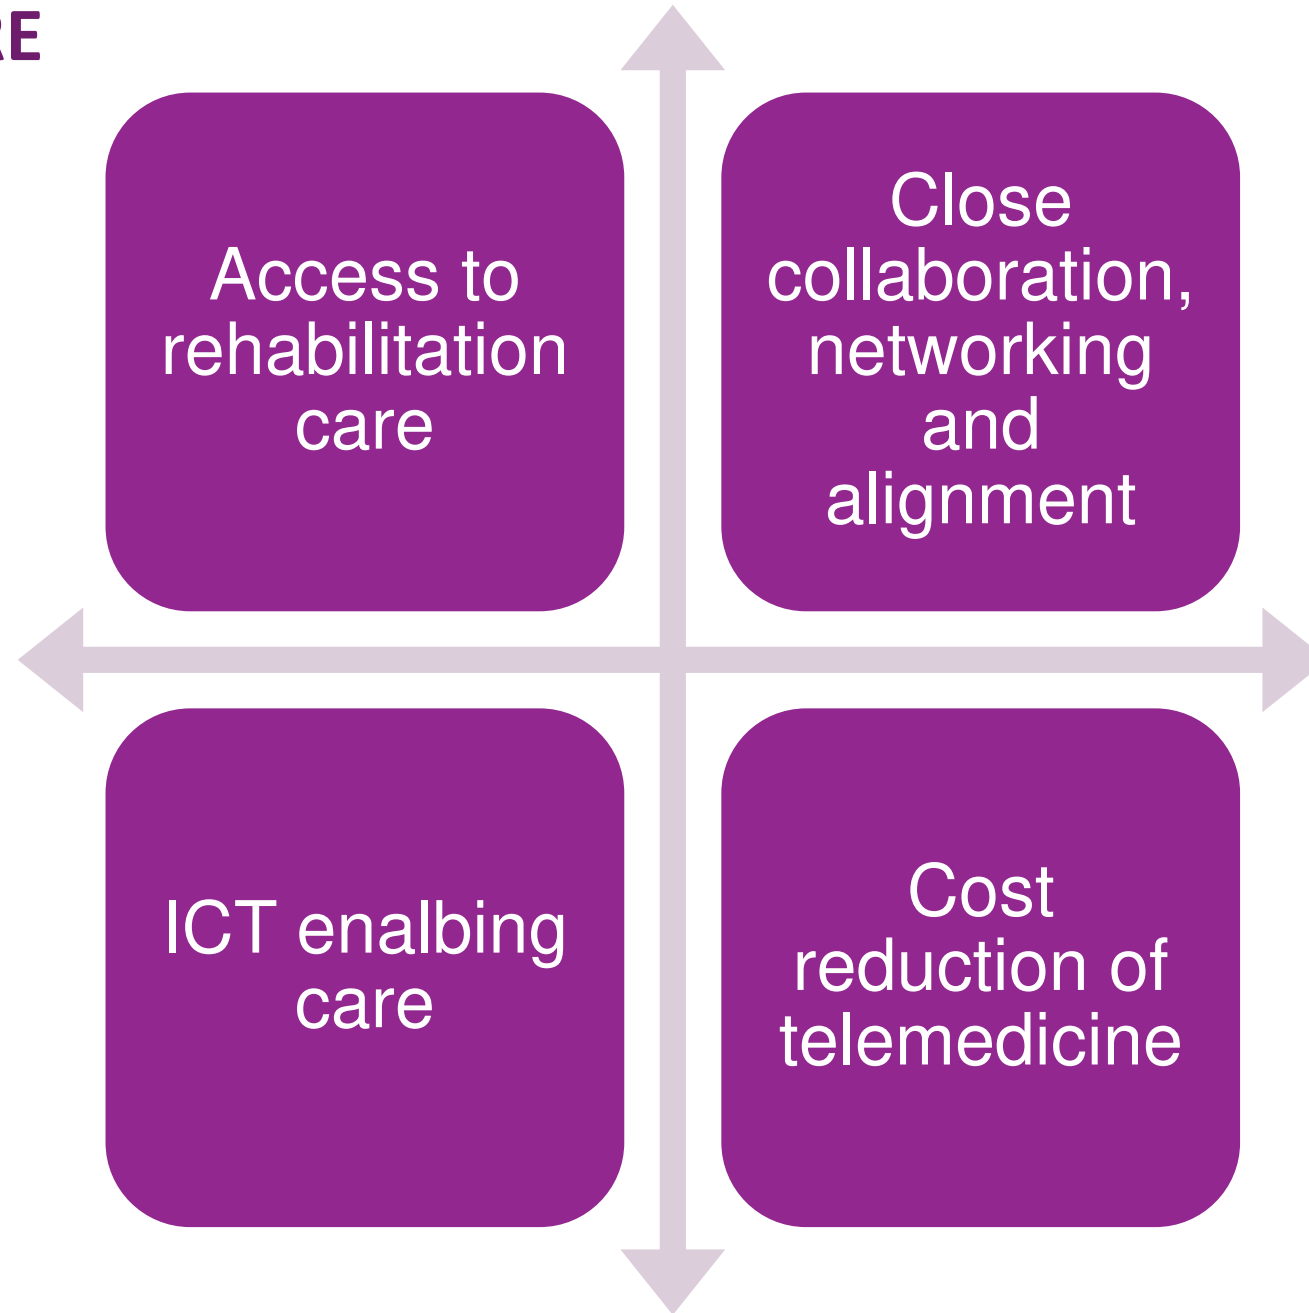 RE
Access to
rehabilitation
care
Close
collaboration,
networking
and
alignment
ICT enalbing
care
Cost
reduction of
telemedicine